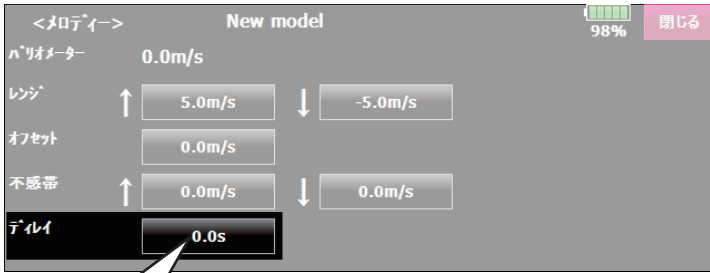 <ﾒﾛﾃﾞｨｰ> New model 98% 閉じる
ﾊﾞﾘｵﾒｰﾀｰ 0.0m/s
ﾚﾝｼﾞ ↑ 5.0m/s ↓ -5.0m/s
ｵﾌｾｯﾄ 0.0m/s
不感帯 ↑ 0.0m/s ↓ 0.0m/s
ﾃﾞｨﾚｲ 0.0s